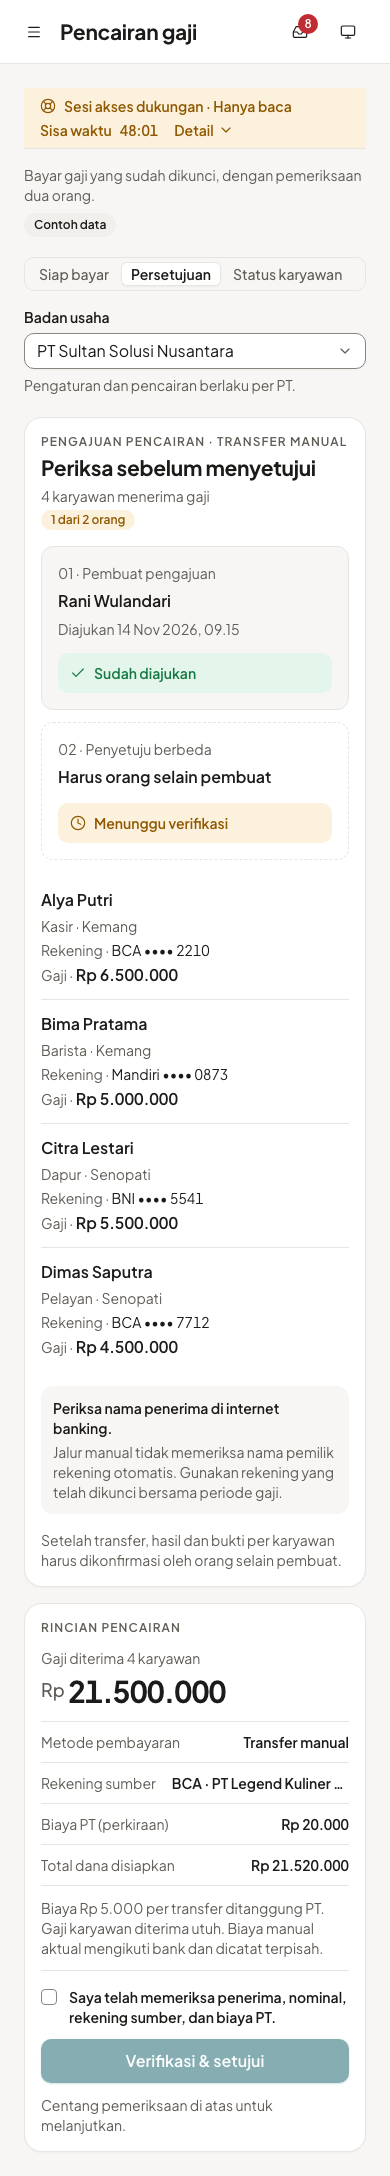 Pencairan gaji
8
Sesi akses dukungan · Hanya baca
Sisa waktu 48:01 Detail
Bayar gaji yang sudah dikunci, dengan pemeriksaan
dua orang.
Contoh data
Siap bayar Persetujuan Status karyawan
Badan usaha
PT Sultan Solusi Nusantara
Pengaturan dan pencairan berlaku per PT.
PENGAJUAN PENCAIRAN · TRANSFER MANUAL
Periksa sebelum menyetujui
4 karyawan menerima gaji
1 dari 2 orang
01 · Pembuat pengajuan
Rani Wulandari
Diajukan 14 Nov 2026, 09.15
Sudah diajukan
02 · Penyetuju berbeda
Harus orang selain pembuat
Menunggu verifikasi
Alya Putri
Kasir · Kemang
Rekening · BCA •••• 2210
Gaji · Rp 6.500.000
Bima Pratama
Barista · Kemang
Rekening · Mandiri •••• 0873
Gaji · Rp 5.000.000
Citra Lestari
Dapur · Senopati
Rekening · BNI •••• 5541
Gaji · Rp 5.500.000
Dimas Saputra
Pelayan · Senopati
Rekening · BCA •••• 7712
Gaji · Rp 4.500.000
Periksa nama penerima di internet
banking.
Jalur manual tidak memeriksa nama pemilik
rekening otomatis. Gunakan rekening yang
telah dikunci bersama periode gaji.
Setelah transfer, hasil dan bukti per karyawan
harus dikonfirmasi oleh orang selain pembuat.
RINCIAN PENCAIRAN
Gaji diterima 4 karyawan
Rp 21.500.000
Metode pembayaran Transfer manual
Rekening sumber BCA · PT Legend Kuliner ...
Biaya PT (perkiraan) Rp 20.000
Total dana disiapkan Rp 21.520.000
Biaya Rp 5.000 per transfer ditanggung PT.
Gaji karyawan diterima utuh. Biaya manual
aktual mengikuti bank dan dicatat terpisah.
Saya telah memeriksa penerima, nominal,
rekening sumber, dan biaya PT.
Verifikasi & setujui
Centang pemeriksaan di atas untuk
melanjutkan.